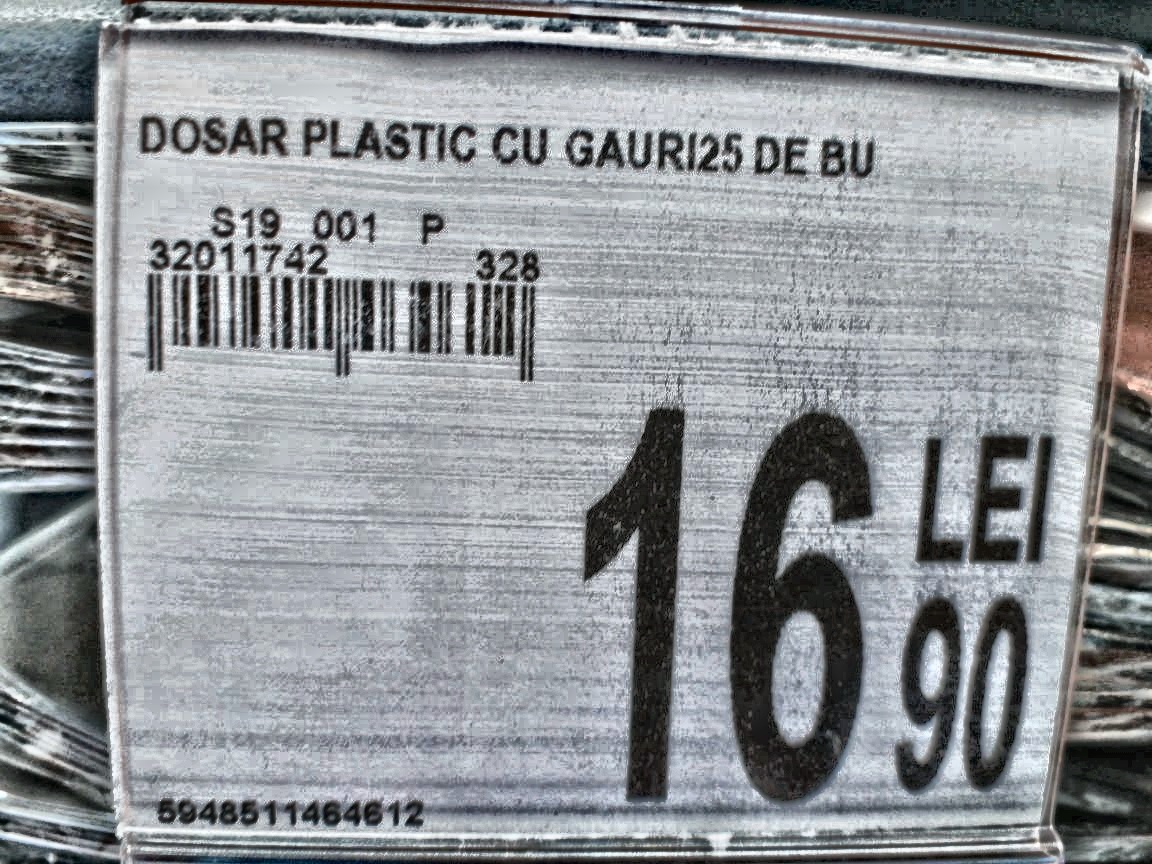 DOSAR PLASTIC CU GAURI25 DE BU
S19 001 P
32011742 328
16 LEI
90
5948511464612